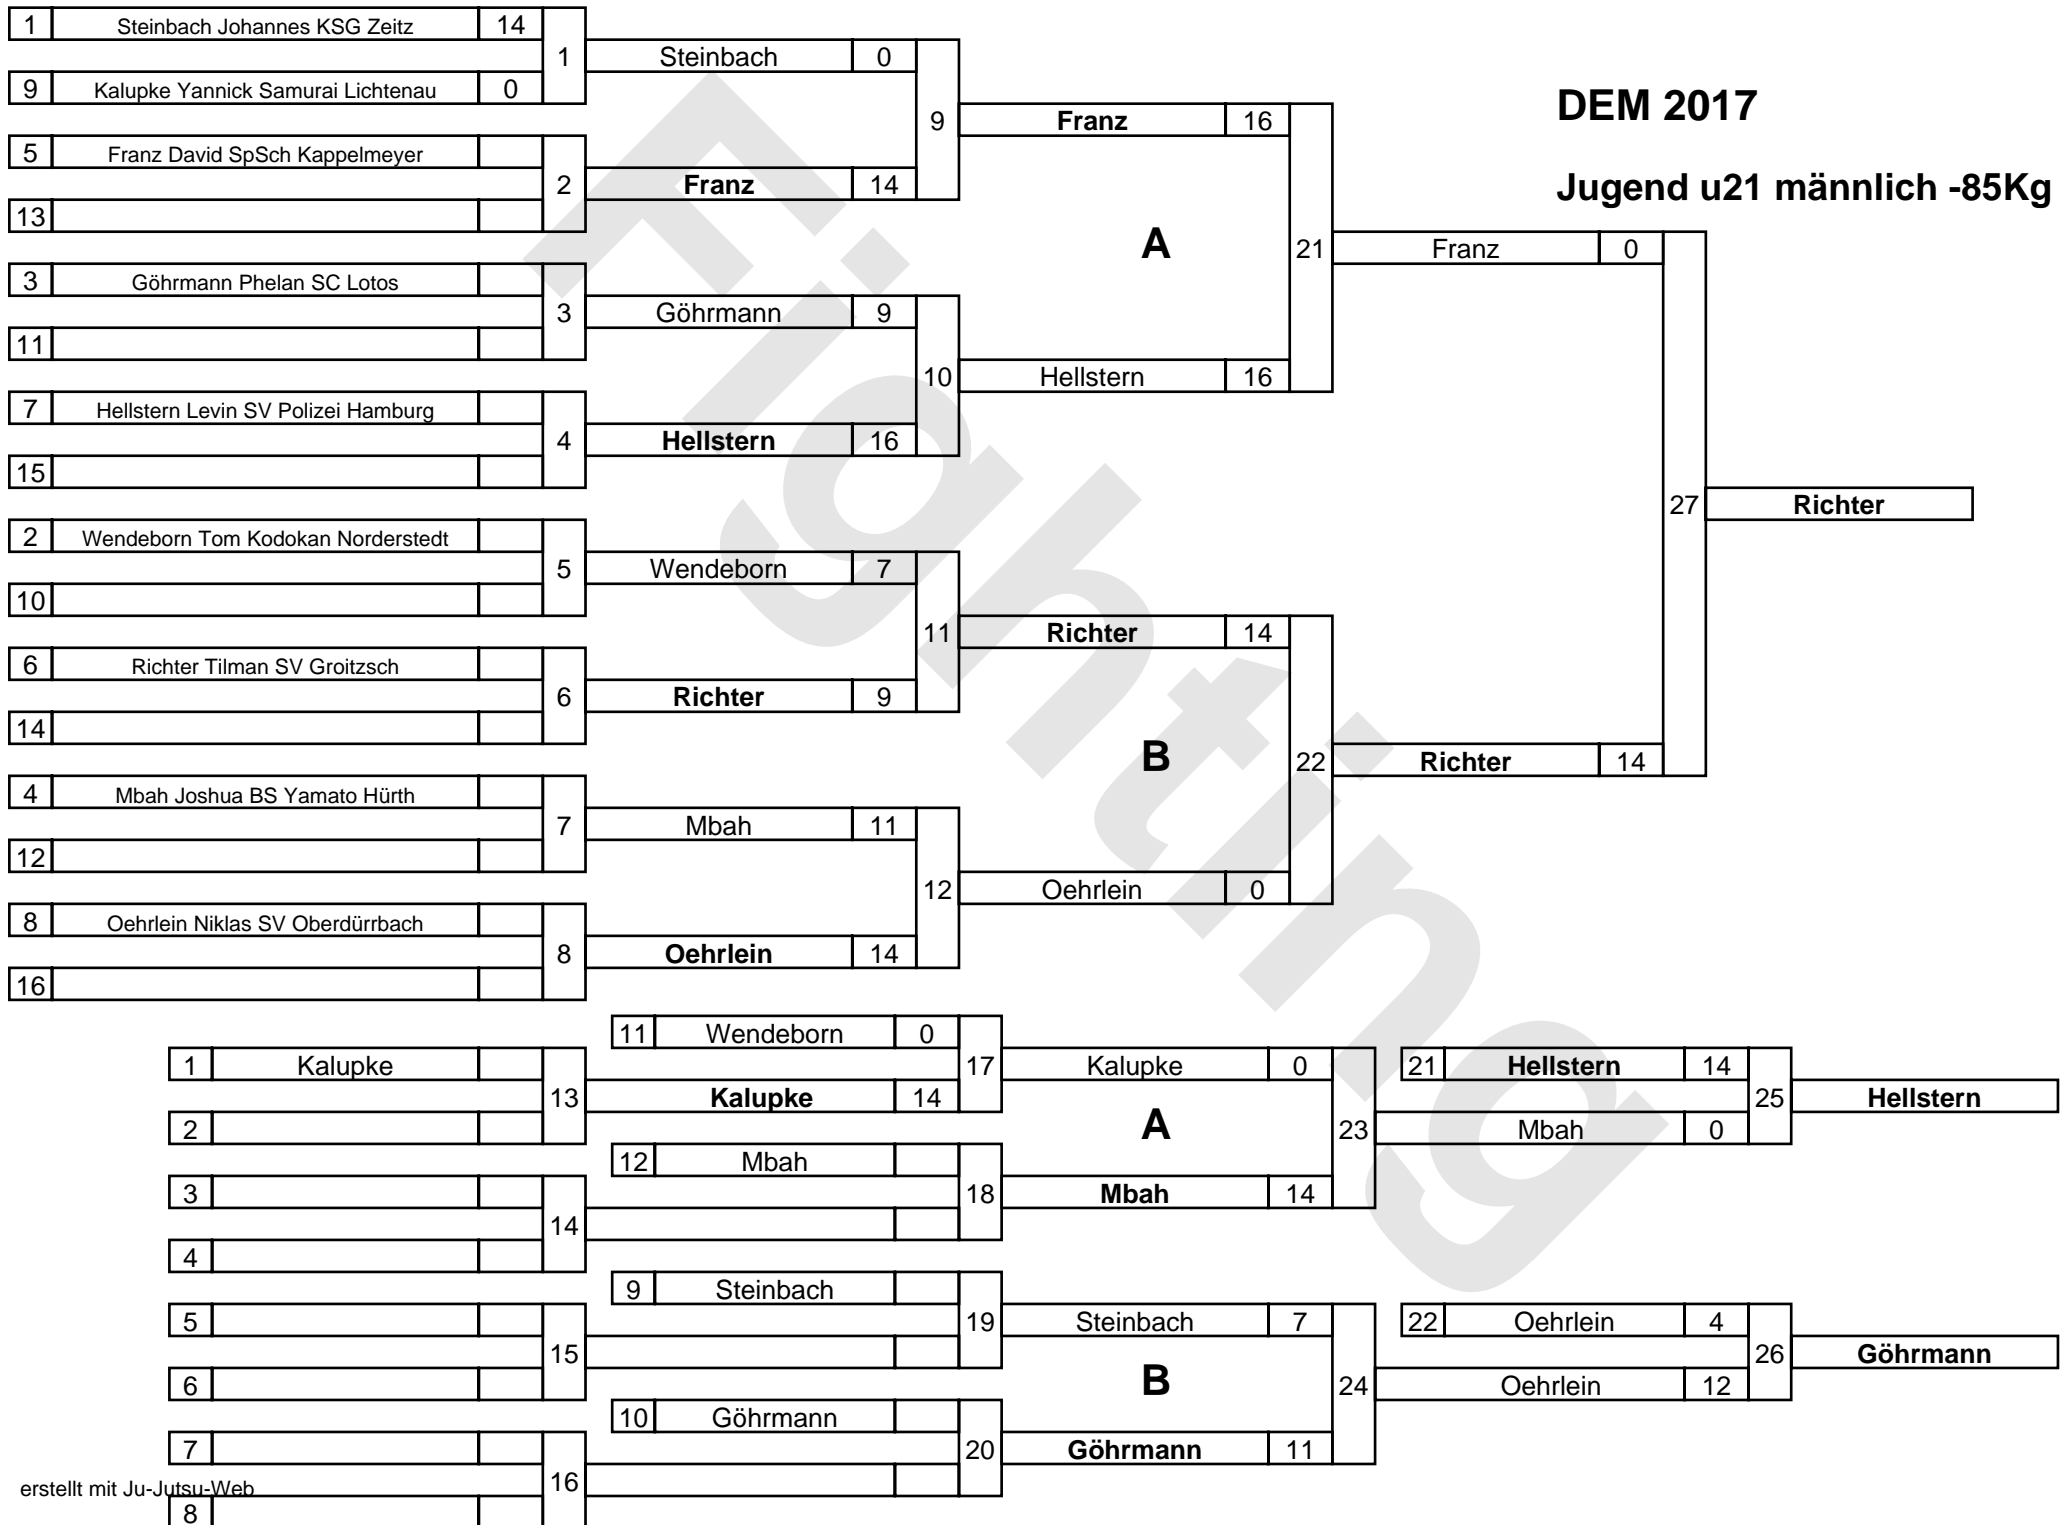 DEM 2017
Jugend u21 männlich -85Kg
1 Steinbach Johannes KSG Zeitz 14
9 Kalupke Yannick Samurai Lichtenau 0
1
5 Franz David SpSch Kappelmeyer
13
2
3 Göhrmann Phelan SC Lotos
11
3
7 Hellstern Levin SV Polizei Hamburg
15
4
2 Wendeborn Tom Kodokan Norderstedt
10
5
6 Richter Tilman SV Groitzsch
14
6
4 Mbah Joshua BS Yamato Hürth
12
7
8 Oehrlein Niklas SV Oberdürrbach
16
8
Steinbach 0
Franz 14
9
Göhrmann 9
Hellstern 16
10
Wendeborn 7
Richter 9
11
Mbah 11
Oehrlein 14
12
Franz 16
A
Hellstern 16
21
Richter 14
B
Oehrlein 0
22
Franz 0
Richter 14
27
Richter
Fighting
1 Kalupke
2
13
3
4
14
5
6
15
7
8
16
11 Wendeborn 0
Kalupke 14
17
12 Mbah
18
9 Steinbach
19
10 Göhrmann
20
Kalupke 0
A
Mbah 14
23
Steinbach 7
B
Göhrmann 11
24
21 Hellstern 14
Mbah 0
25
Hellstern
22 Oehrlein 4
Oehrlein 12
26
Göhrmann
erstellt mit Ju-Jutsu-Web